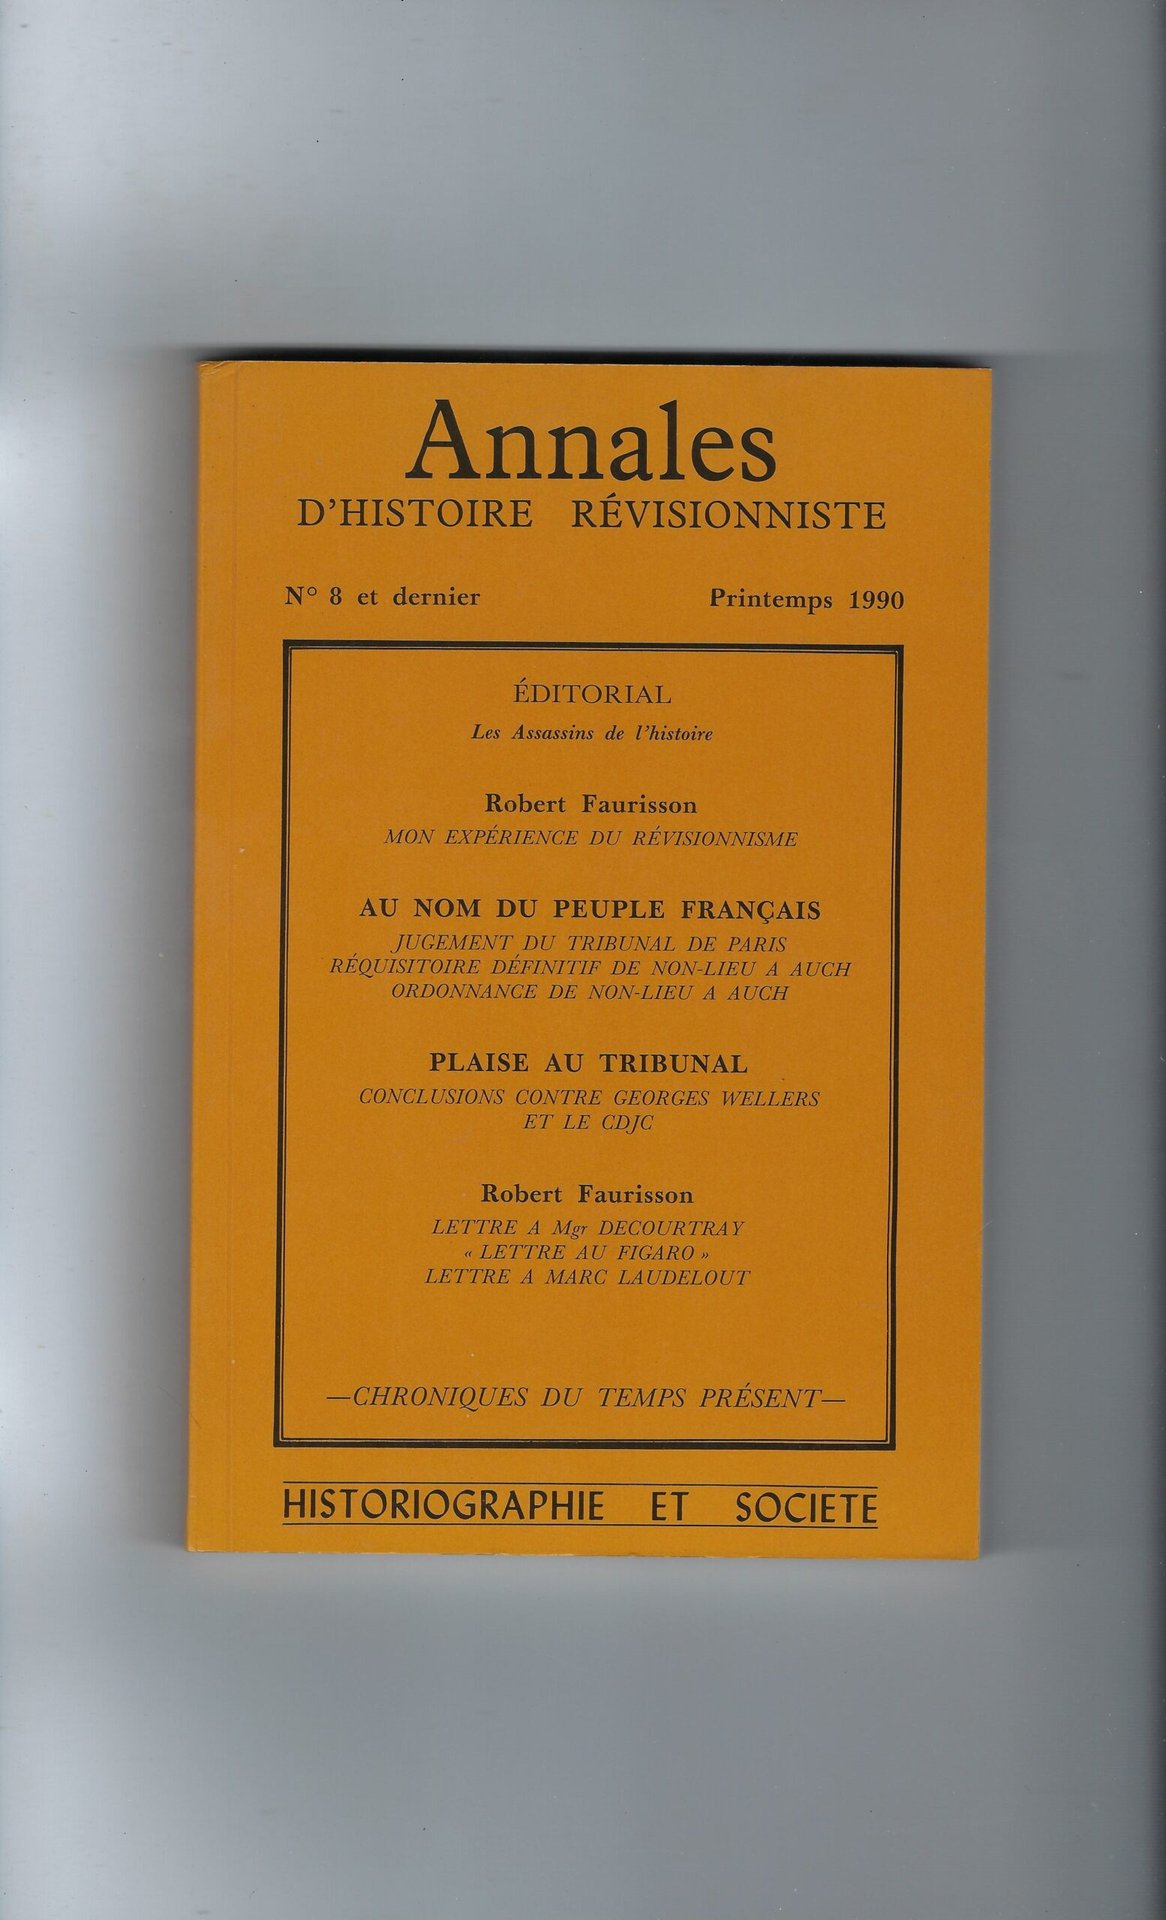 Annales
D'HISTOIRE RÉVISIONNISTE
N° 8 et dernier
Printemps 1990
ÉDITORIAL
Les Assassins de l'histoire
Robert Faurisson
MON EXPÉRIENCE DU RÉVISIONNISME
AU NOM DU PEUPLE FRANÇAIS
JUGEMENT DU TRIBUNAL DE PARIS
RÉQUISITOIRE DÉFINITIF DE NON-LIEU A AUCH
ORDONNANCE DE NON-LIEU A AUCH
PLAISE AU TRIBUNAL
CONCLUSIONS CONTRE GEORGES WELLERS
ET LE CDJC
Robert Faurisson
LETTRE A Mgr DECOURTRAY
« LETTRE AU FIGARO »
LETTRE A MARC LAUDELOUT
—CHRONIQUES DU TEMPS PRÉSENT—
HISTORIOGRAPHIE ET SOCIETE